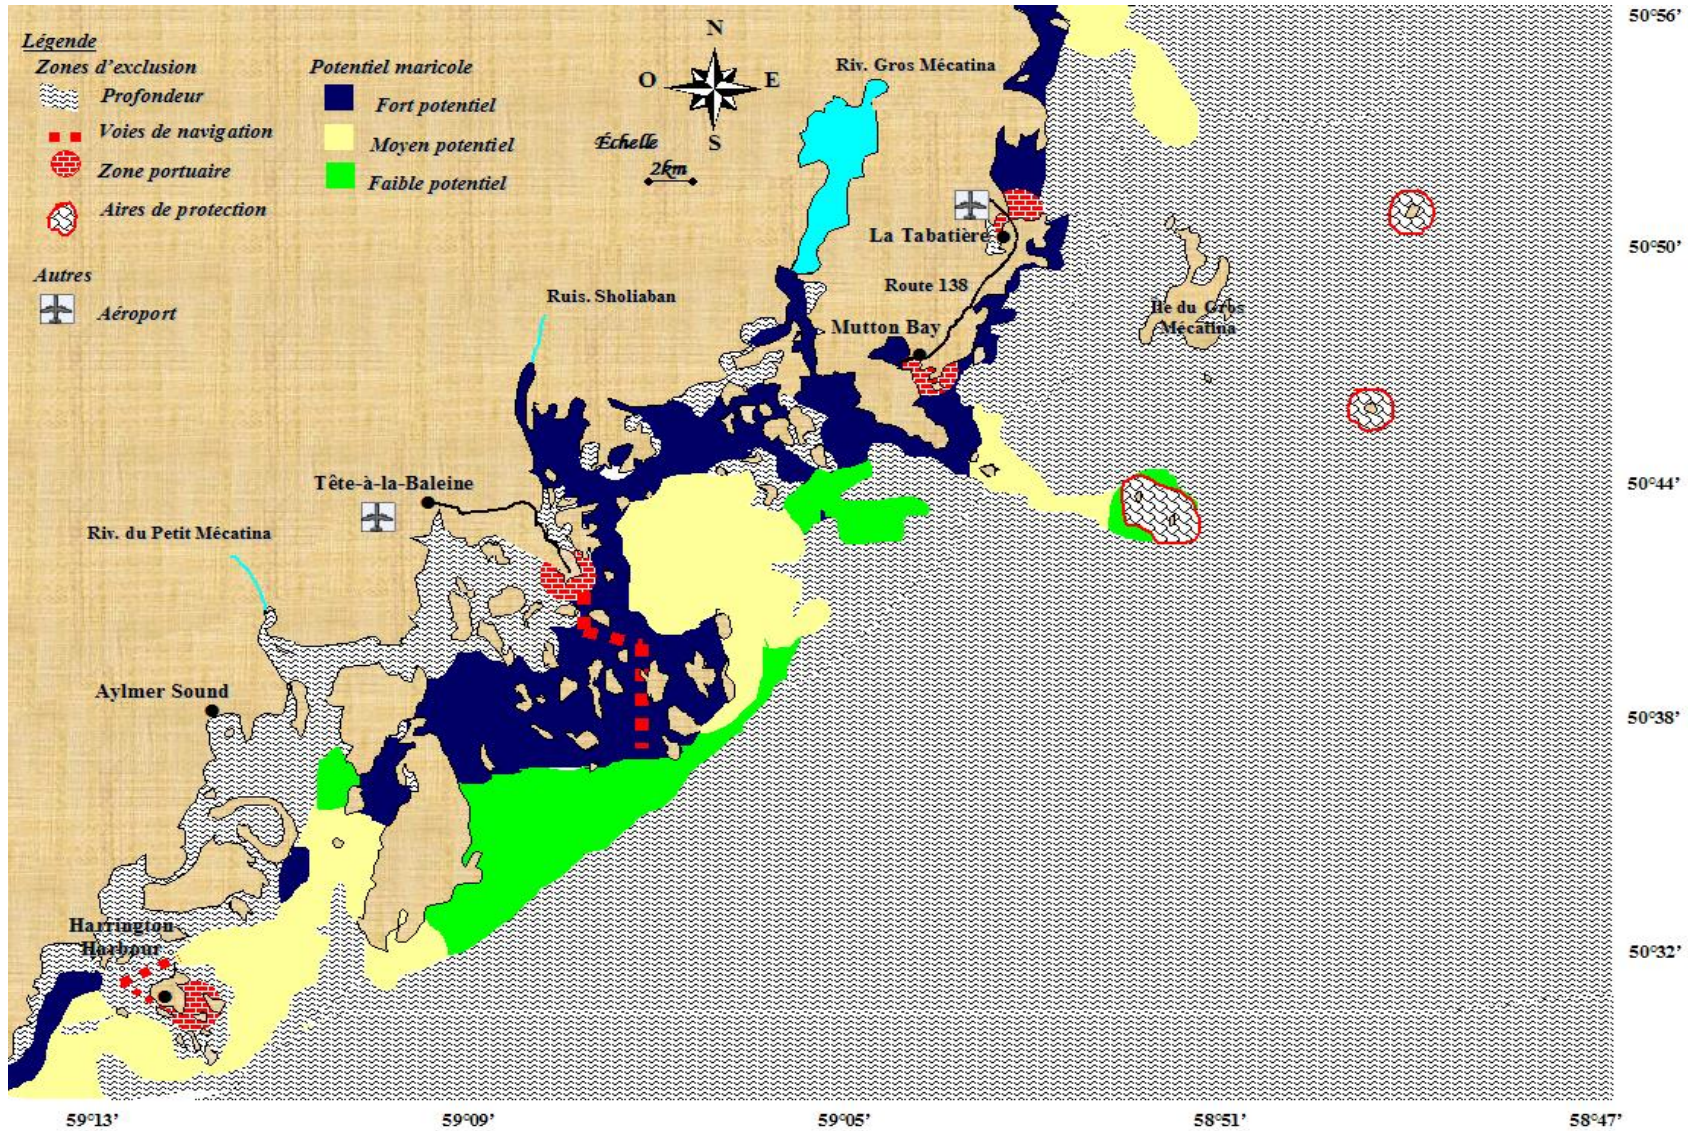 Légende
Zones d'exclusion
Profondeur
Voies de navigation
Zone portuaire
Aires de protection
Autres
Aéroport
Potentiel maricole
Fort potentiel
Moyen potentiel
Faible potentiel
N
O
E
S
Échelle
2km
Riv. Gros Mécatina
La Tabatière
Route 138
Mutton Bay
Ile du Gros
Mécatina
Ruis. Sholiaban
Tête-à-la-Baleine
Riv. du Petit Mécatina
Aylmer Sound
Harrington
Harbour
50°56'
50°50'
50°44'
50°38'
50°32'
59°13'
59°09'
59°05'
58°51'
58°47'